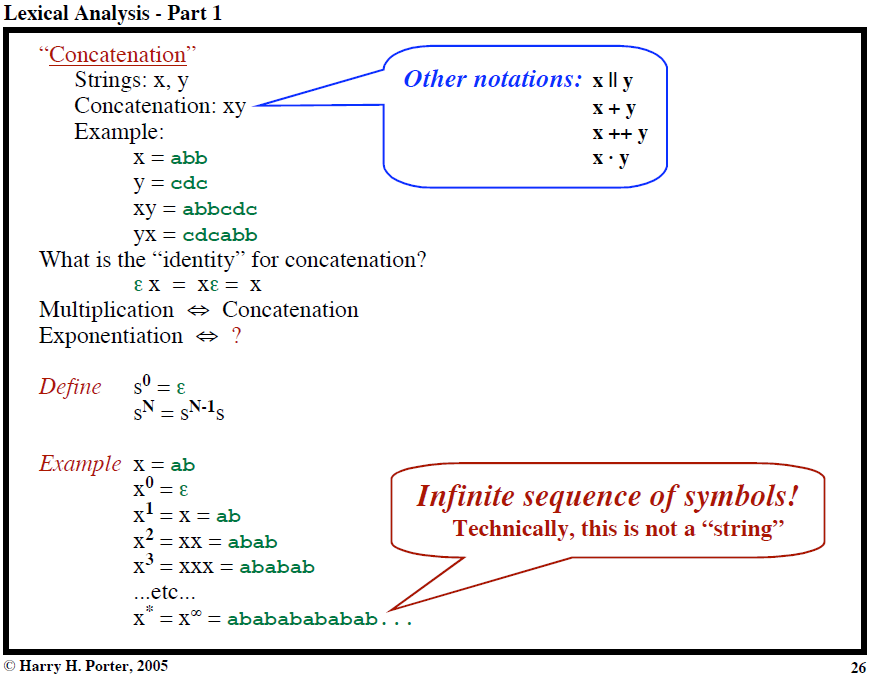 Lexical Analysis - Part 1
“Concatenation”
Strings: x, y
Concatenation: xy
Other notations: x || y
x + y
x ++ y
x · y
Example:
x = abb
y = cdc
xy = abbcdc
yx = cdcabb
What is the “identity” for concatenation?
ε x = xε = x
Multiplication ⇔ Concatenation
Exponentiation ⇔ ?
Define s⁰ = ε
sᴺ = sᴺ⁻¹s
Example x = ab
x⁰ = ε
x¹ = x = ab
x² = xx = abab
x³ = xxx = ababab
...etc...
x* = x∞ = abababababab...
Infinite sequence of symbols!
Technically, this is not a “string”
© Harry H. Porter, 2005
26